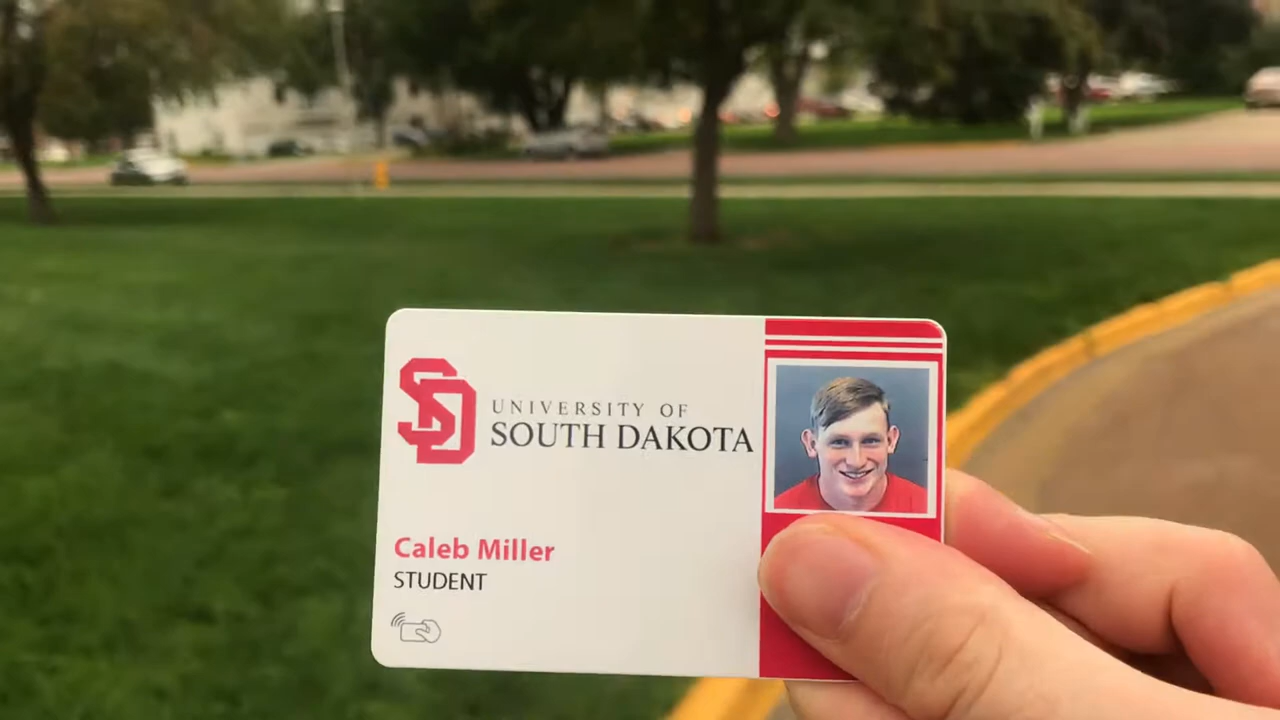 SD
UNIVERSITY OF
SOUTH DAKOTA
Caleb Miller
STUDENT